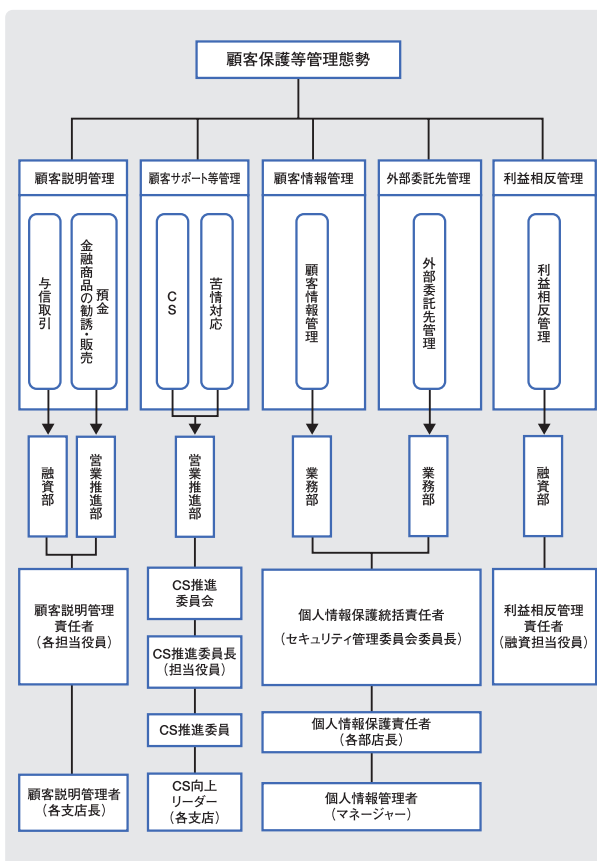 顧客保護等管理態勢
顧客説明管理
顧客サポート等管理
顧客情報管理
外部委託先管理
利益相反管理
与信取引
預金
金融商品の勧誘・販売
CS
苦情対応
顧客情報管理
外部委託先管理
利益相反管理
融資部
営業推進部
営業推進部
業務部
業務部
融資部
顧客説明管理
責任者
（各担当役員）
CS推進
委員会
CS推進委員長
（担当役員）
CS推進委員
CS向上
リーダー
（各支店）
個人情報保護統括責任者
（セキュリティ管理委員会委員長）
利益相反管理
責任者
（融資担当役員）
個人情報保護責任者
（各部店長）
顧客説明管理者
（各支店長）
個人情報管理者
（マネージャー）